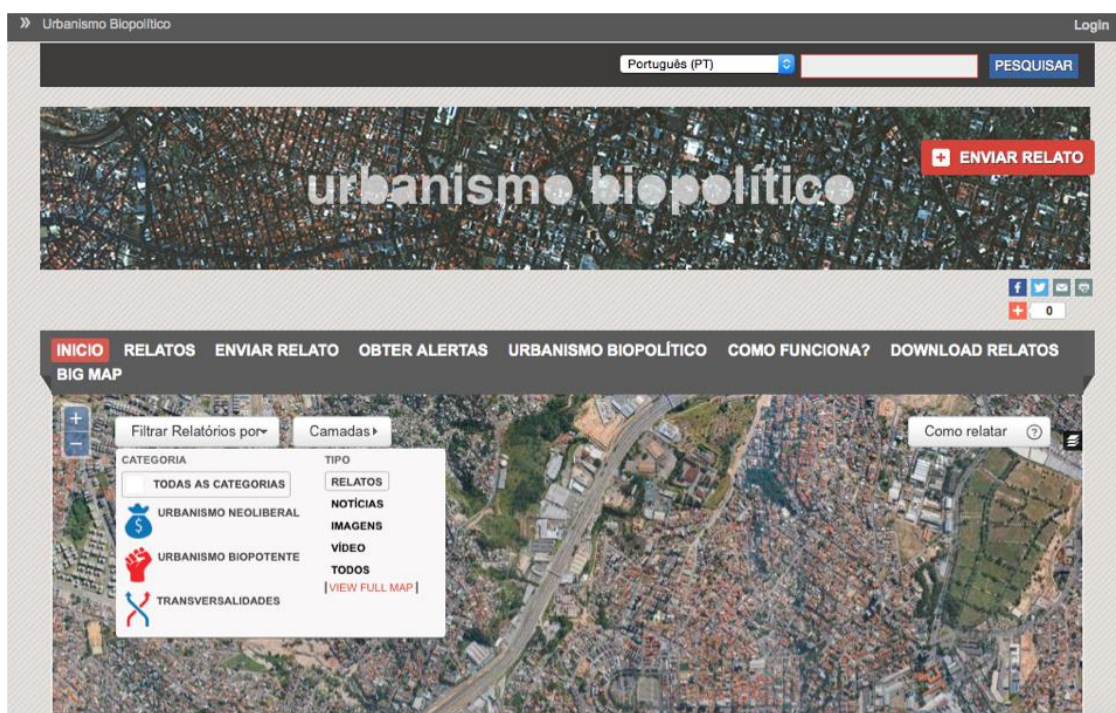 » Urbanismo Biopolítico Login
Português (PT) PESQUISAR
urbanismo biopolítico
ENVIAR RELATO
0
INICIO RELATOS ENVIAR RELATO OBTER ALERTAS URBANISMO BIOPOLÍTICO COMO FUNCIONA? DOWNLOAD RELATOS
BIG MAP
+
−
Filtrar Relatórios por Camadas Como relatar ?
CATEGORIA TIPO
TODAS AS CATEGORIAS RELATOS
URBANISMO NEOLIBERAL NOTÍCIAS
IMAGENS
URBANISMO BIOPOTENTE VÍDEO
TODOS
|VIEW FULL MAP|
TRANSVERSALIDADES